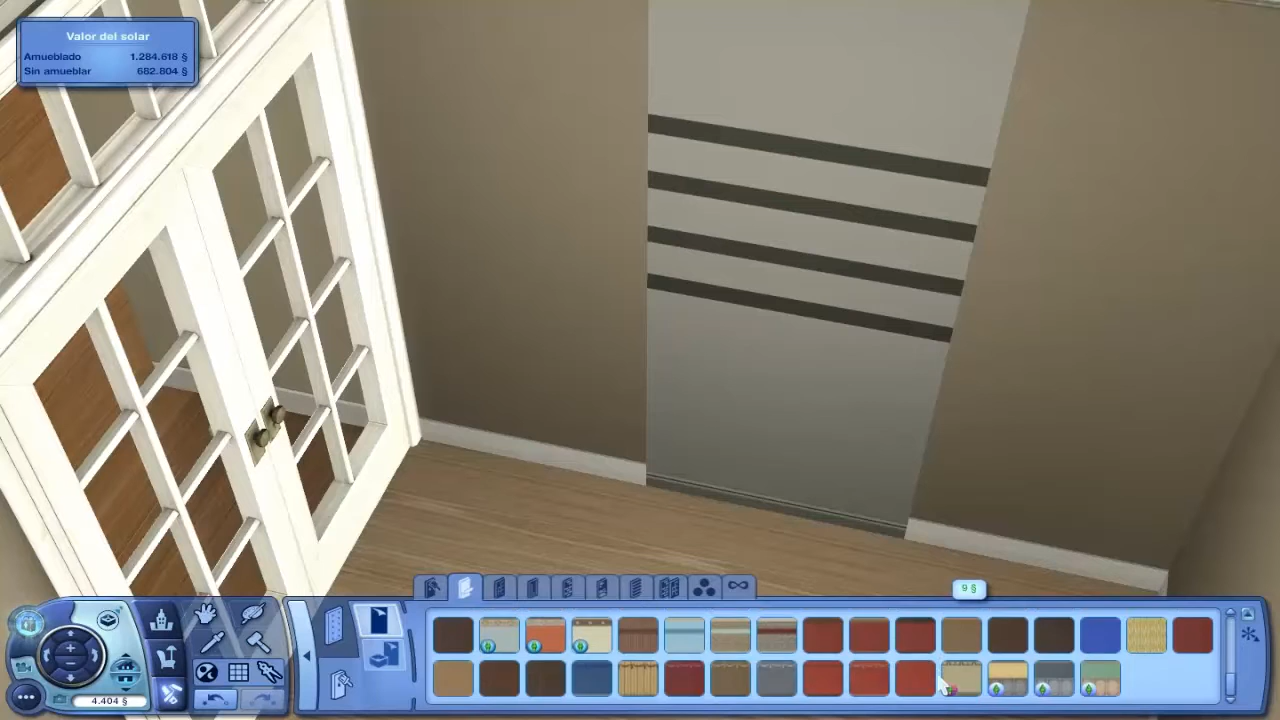 Valor del solar
Amueblado 1.284.618 §
Sin amueblar 682.804 §
9 §
4.404 §